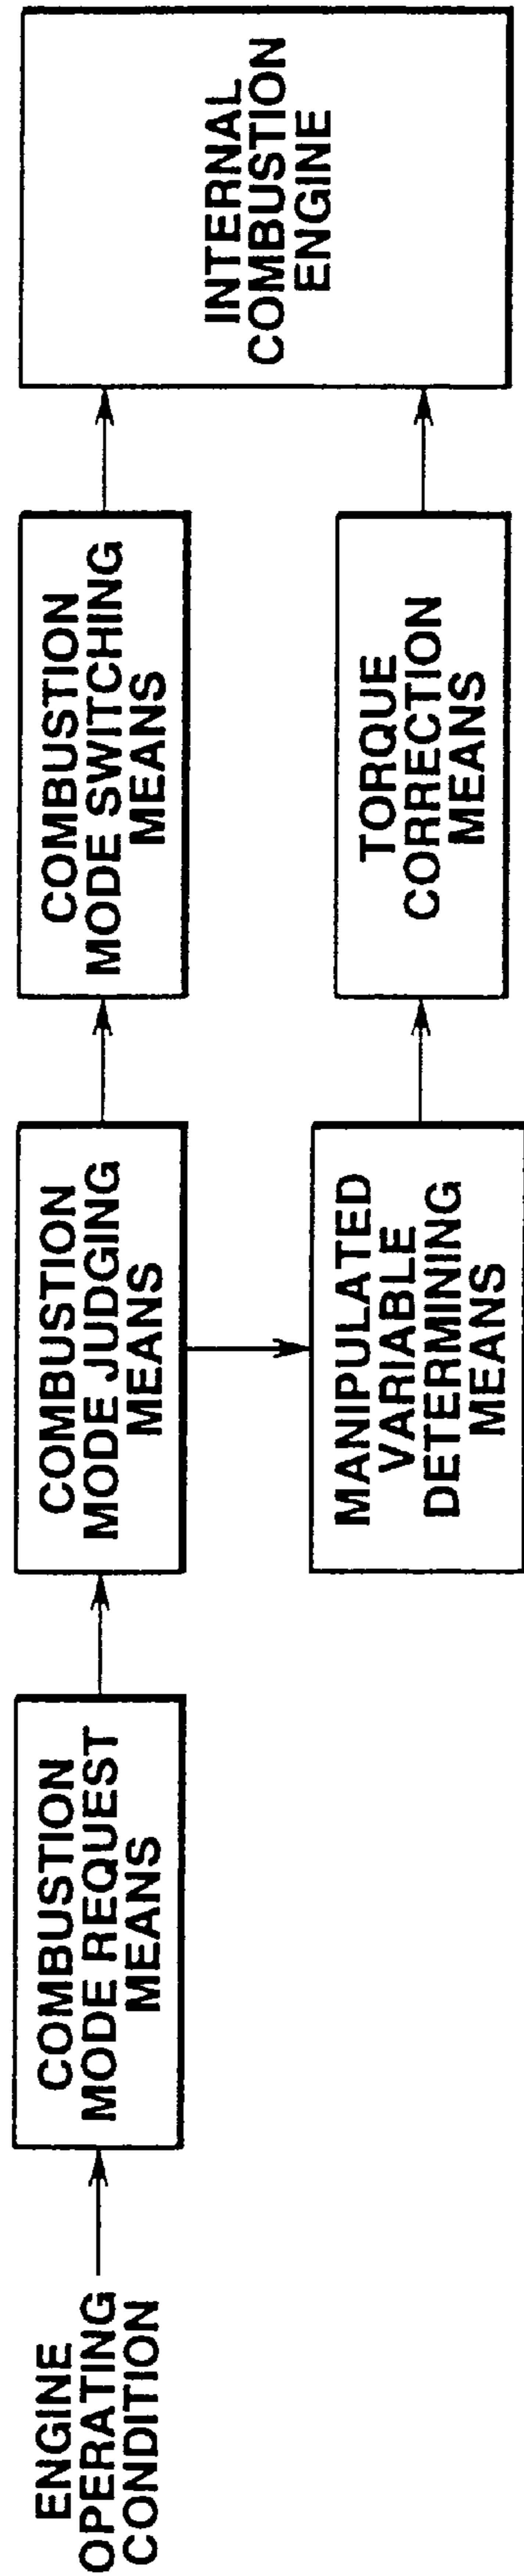 ENGINE
OPERATING
CONDITION
COMBUSTION
MODE REQUEST
MEANS
COMBUSTION
MODE JUDGING
MEANS
COMBUSTION
MODE SWITCHING
MEANS
MANIPULATED
VARIABLE
DETERMINING
MEANS
TORQUE
CORRECTION
MEANS
INTERNAL
COMBUSTION
ENGINE